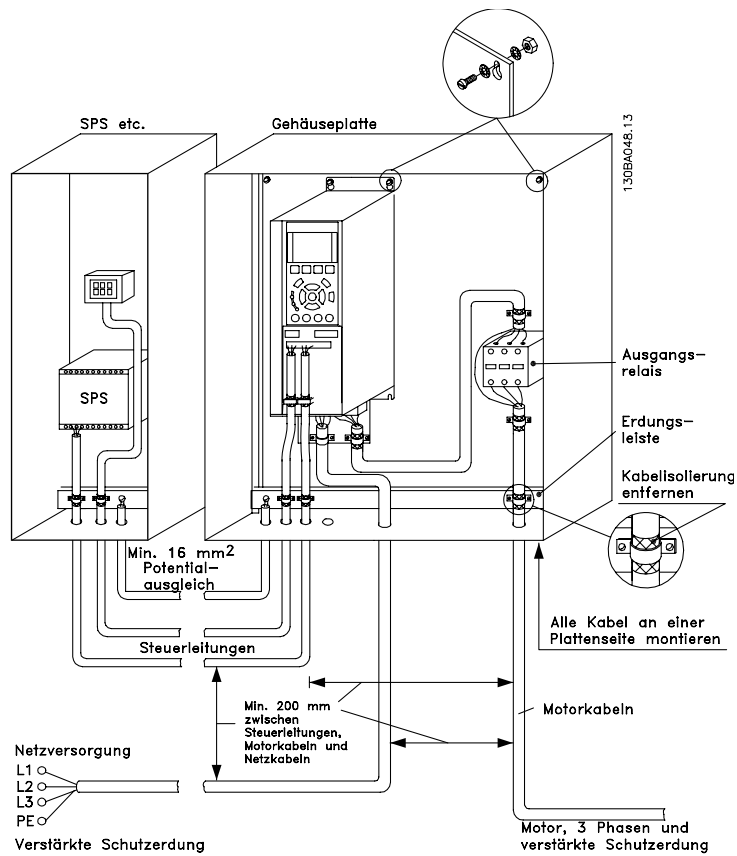 SPS etc.
Gehäuseplatte
130BA048.13
SPS
Ausgangs-
relais
Erdungs-
leiste
Kabelisolierung
entfernen
Min. 16 mm2
Potential-
ausgleich
Alle Kabel an einer
Plattenseite montieren
Steuerleitungen
Min. 200 mm
zwischen
Steuerleitungen,
Motorkabeln und
Netzkabeln
Motorkabeln
Netzversorgung
L1
L2
L3
PE
Verstärkte Schutzerdung
Motor, 3 Phasen und
verstärkte Schutzerdung